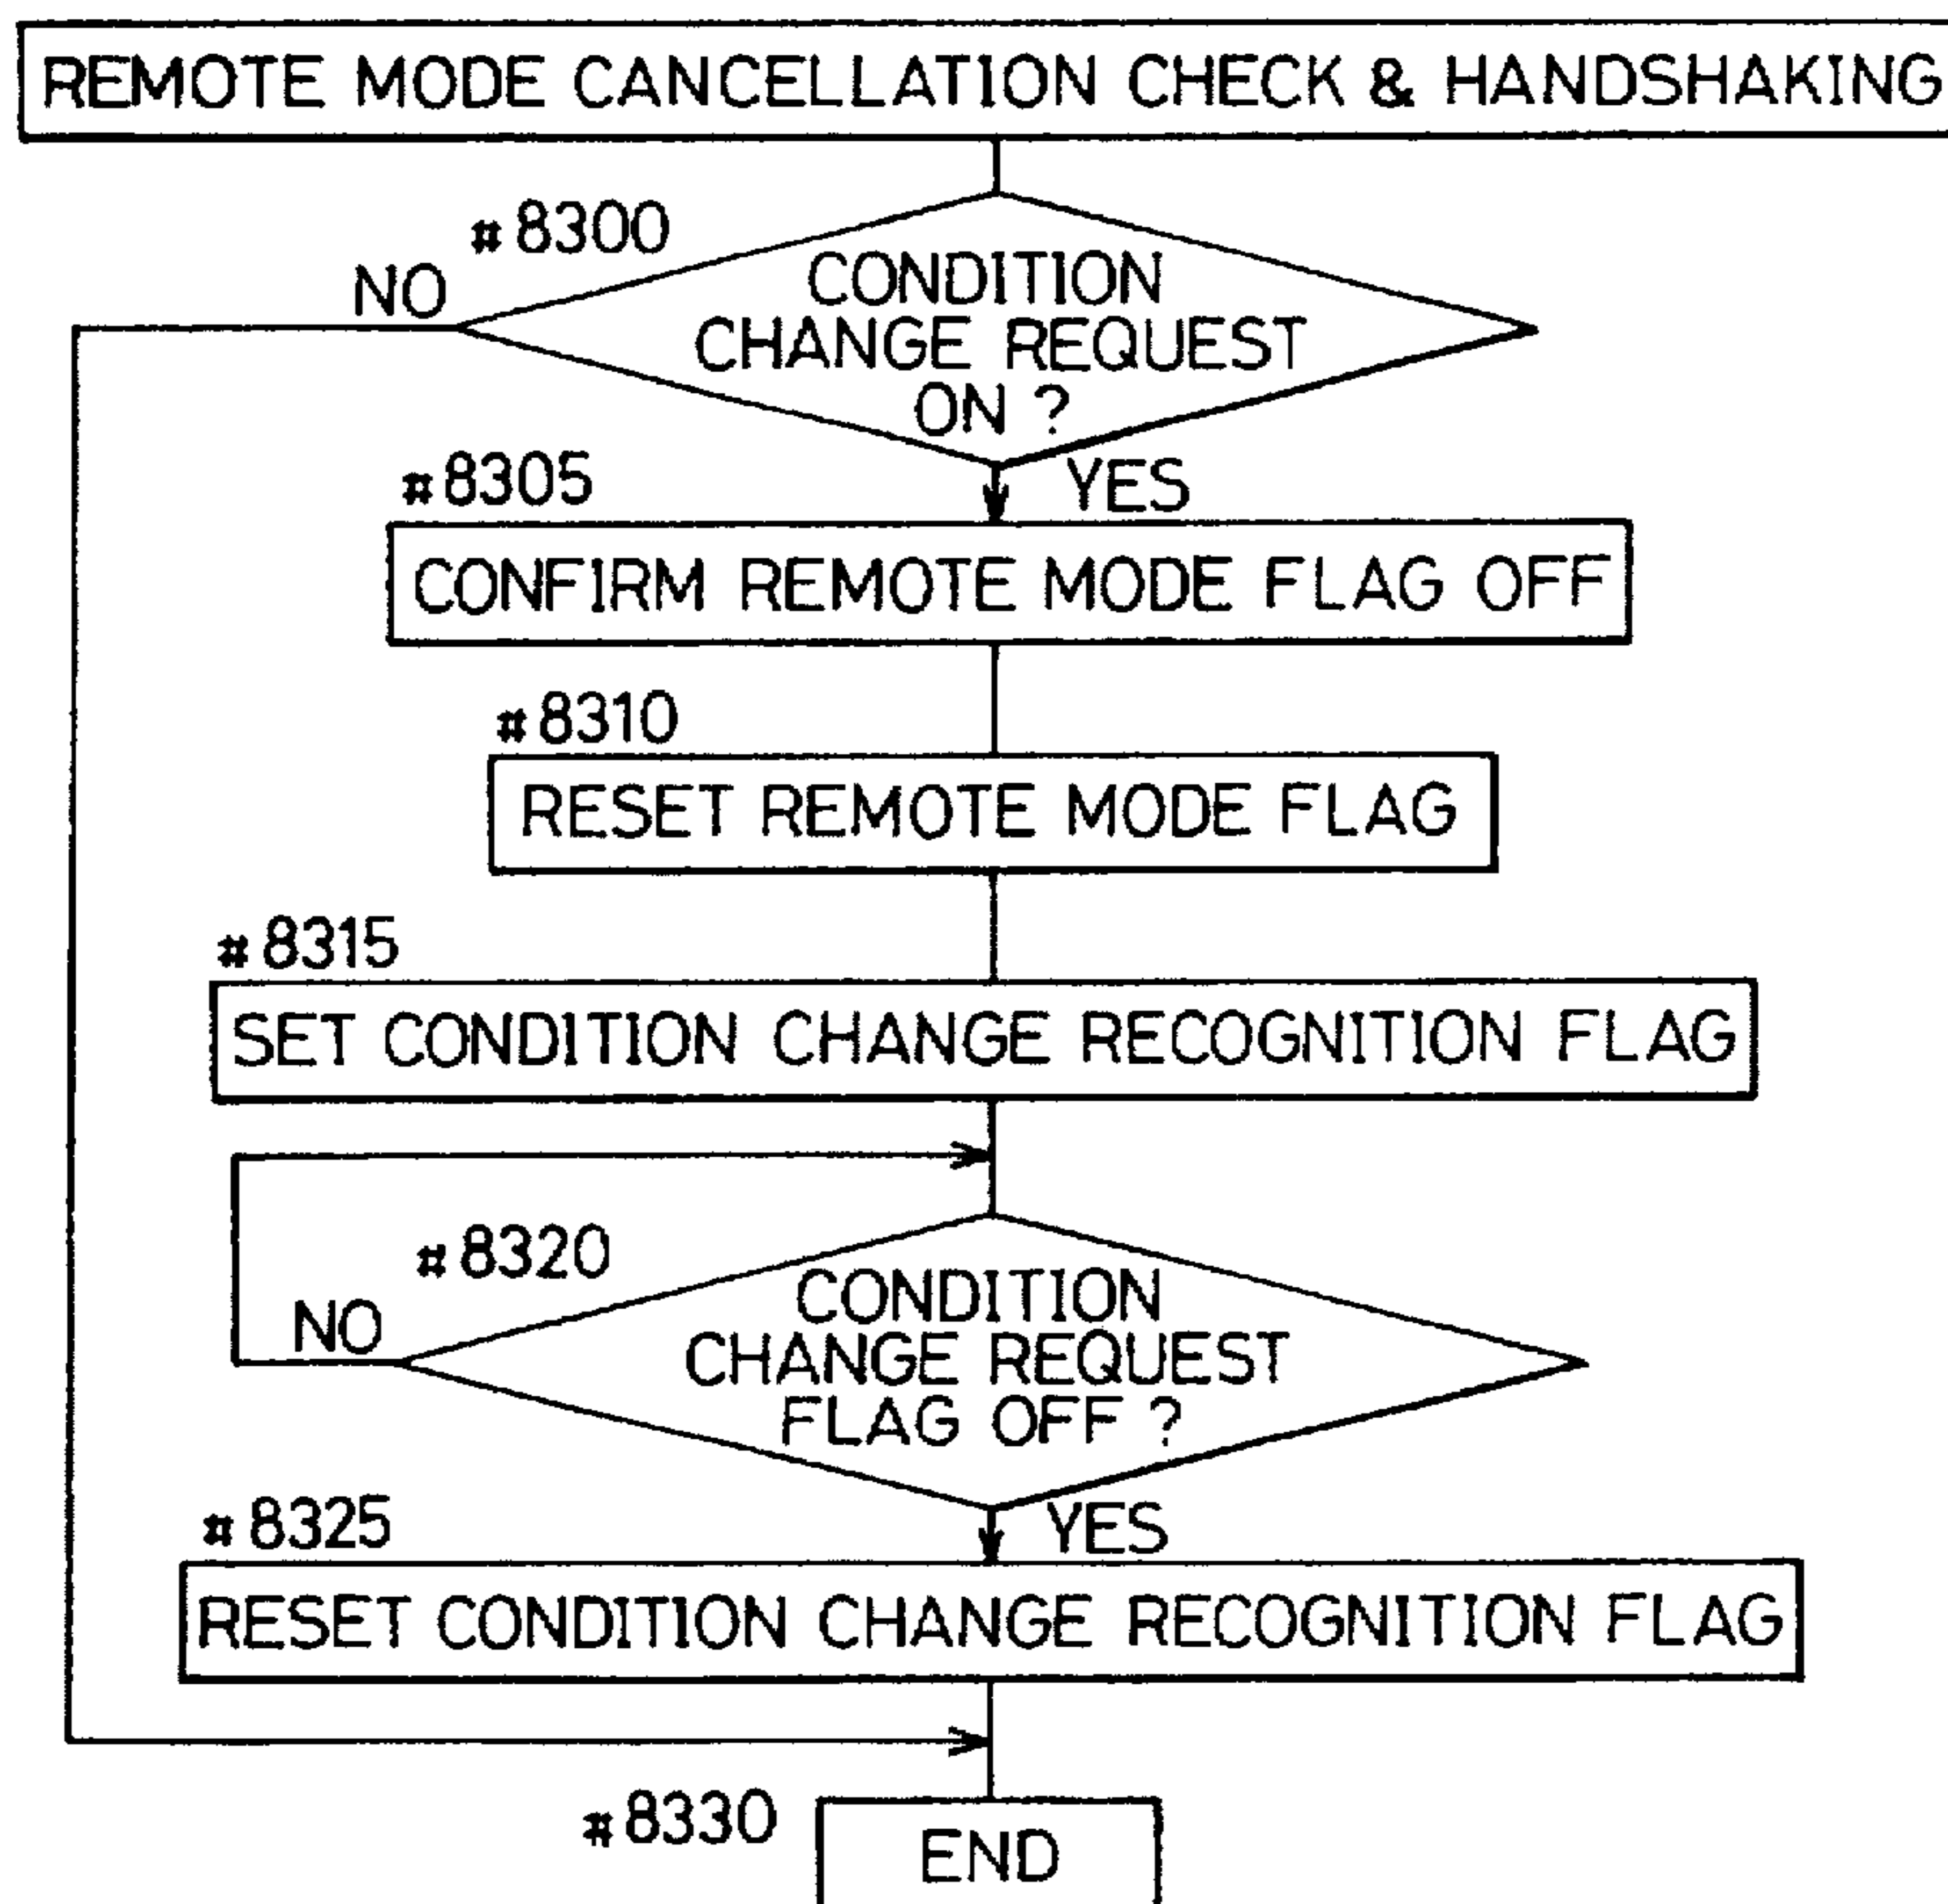 REMOTE MODE CANCELLATION CHECK & HANDSHAKING
#8300
NO
CONDITION
CHANGE REQUEST
ON ?
#8305
YES
CONFIRM REMOTE MODE FLAG OFF
#8310
RESET REMOTE MODE FLAG
#8315
SET CONDITION CHANGE RECOGNITION FLAG
#8320
NO
CONDITION
CHANGE REQUEST
FLAG OFF ?
#8325
YES
RESET CONDITION CHANGE RECOGNITION FLAG
#8330
END